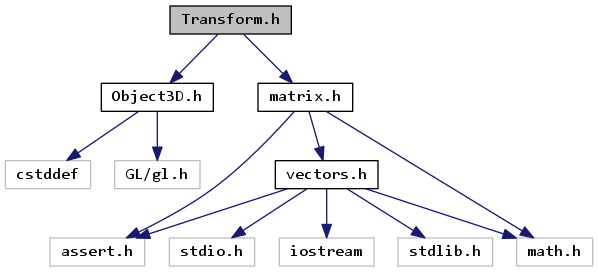 Transform.h
Object3D.h
matrix.h
cstddef
GL/gl.h
vectors.h
assert.h
stdio.h
iostream
stdlib.h
math.h